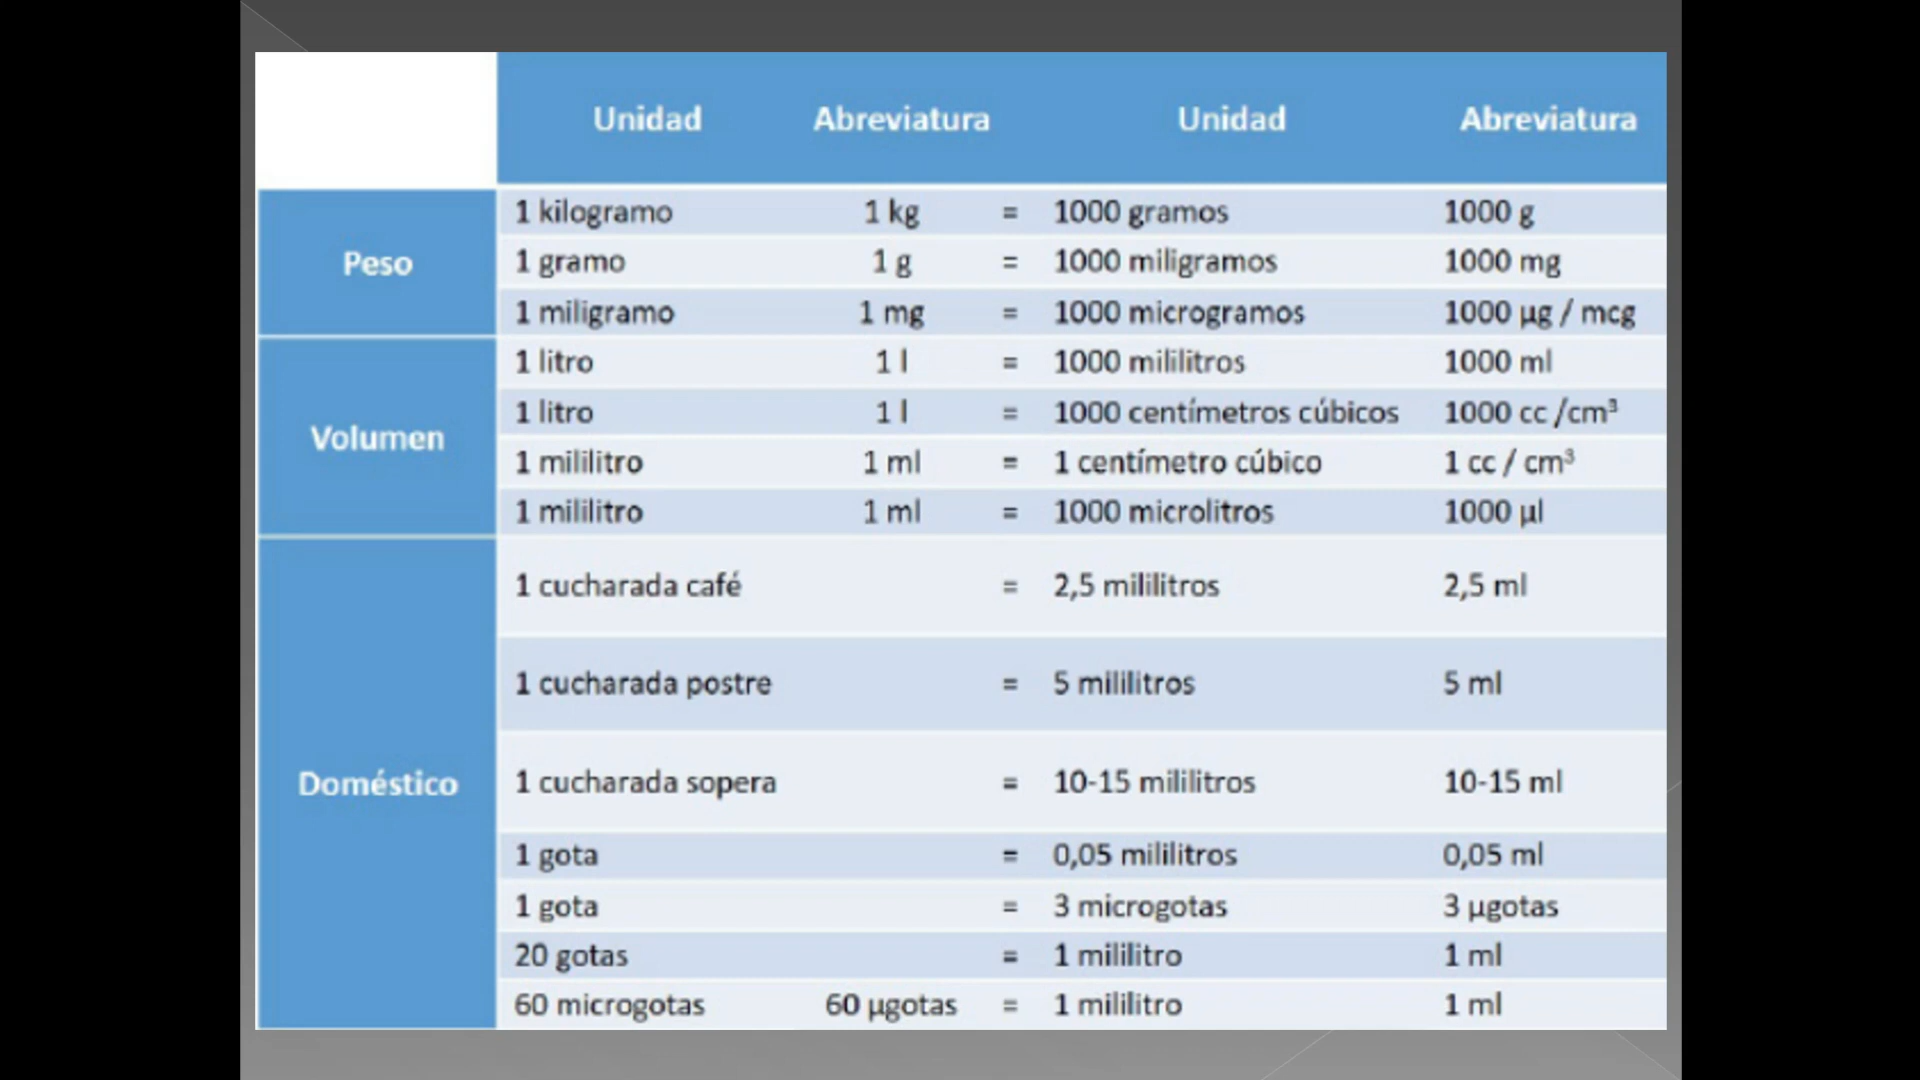 Unidad Abreviatura Unidad Abreviatura
Peso
1 kilogramo 1 kg = 1000 gramos 1000 g
1 gramo 1 g = 1000 miligramos 1000 mg
1 miligramo 1 mg = 1000 microgramos 1000 µg / mcg
Volumen
1 litro 1 l = 1000 mililitros 1000 ml
1 litro 1 l = 1000 centímetros cúbicos 1000 cc /cm³
1 mililitro 1 ml = 1 centímetro cúbico 1 cc / cm³
1 mililitro 1 ml = 1000 microlitros 1000 µl
Doméstico
1 cucharada café = 2,5 mililitros 2,5 ml
1 cucharada postre = 5 mililitros 5 ml
1 cucharada sopera = 10-15 mililitros 10-15 ml
1 gota = 0,05 mililitros 0,05 ml
1 gota = 3 microgotas 3 µgotas
20 gotas = 1 mililitro 1 ml
60 microgotas 60 µgotas = 1 mililitro 1 ml